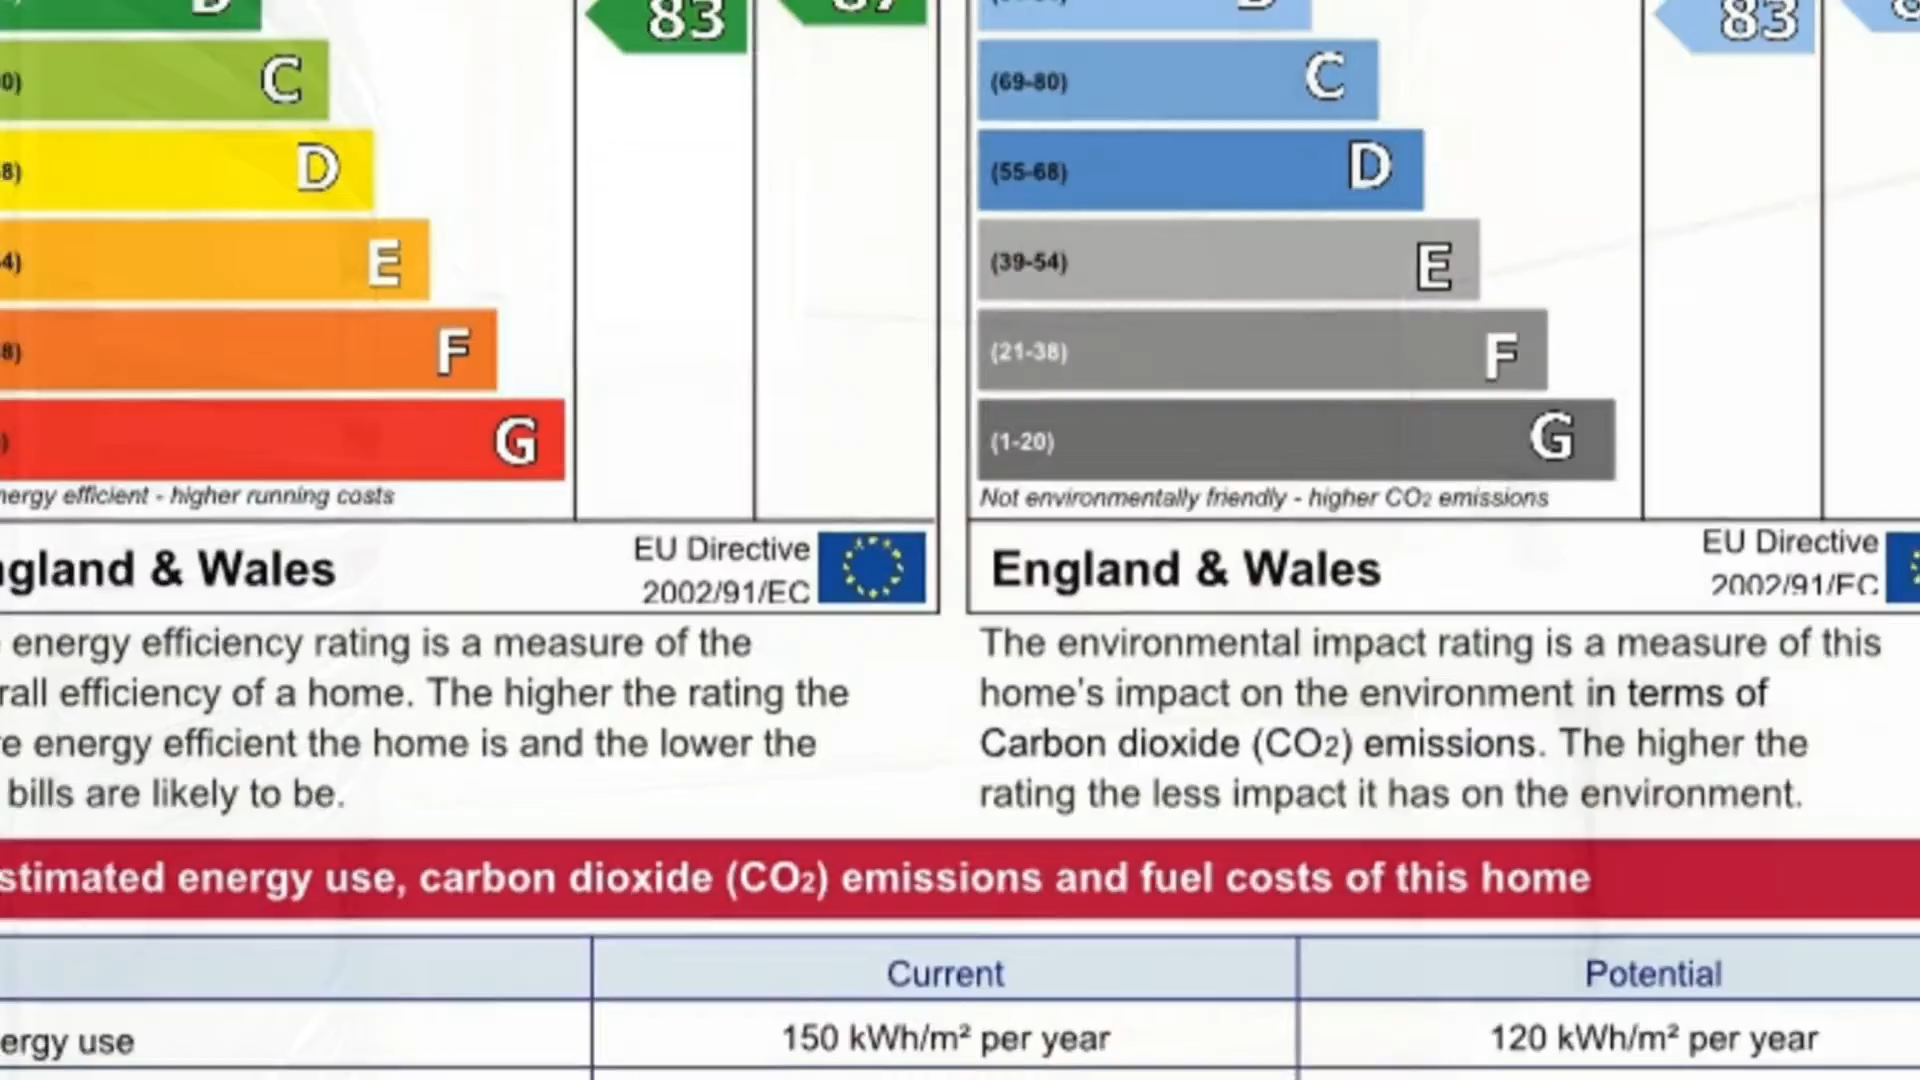 83
83
C
(69-80)
C
D
(55-68)
D
E
(39-54)
E
F
(21-38)
F
G
(1-20)
G
efficient - higher running costs
Not environmentally friendly - higher CO2 emissions
& Wales
EU Directive
2002/91/EC
England & Wales
EU Directive
2002/91/EC
energy efficiency rating is a measure of the
efficiency of a home. The higher the rating the
energy efficient the home is and the lower the
bills are likely to be.
The environmental impact rating is a measure of this
home's impact on the environment in terms of
Carbon dioxide (CO2) emissions. The higher the
rating the less impact it has on the environment.
energy use, carbon dioxide (CO2) emissions and fuel costs of this home
Current
Potential
use
150 kWh/m² per year
120 kWh/m² per year